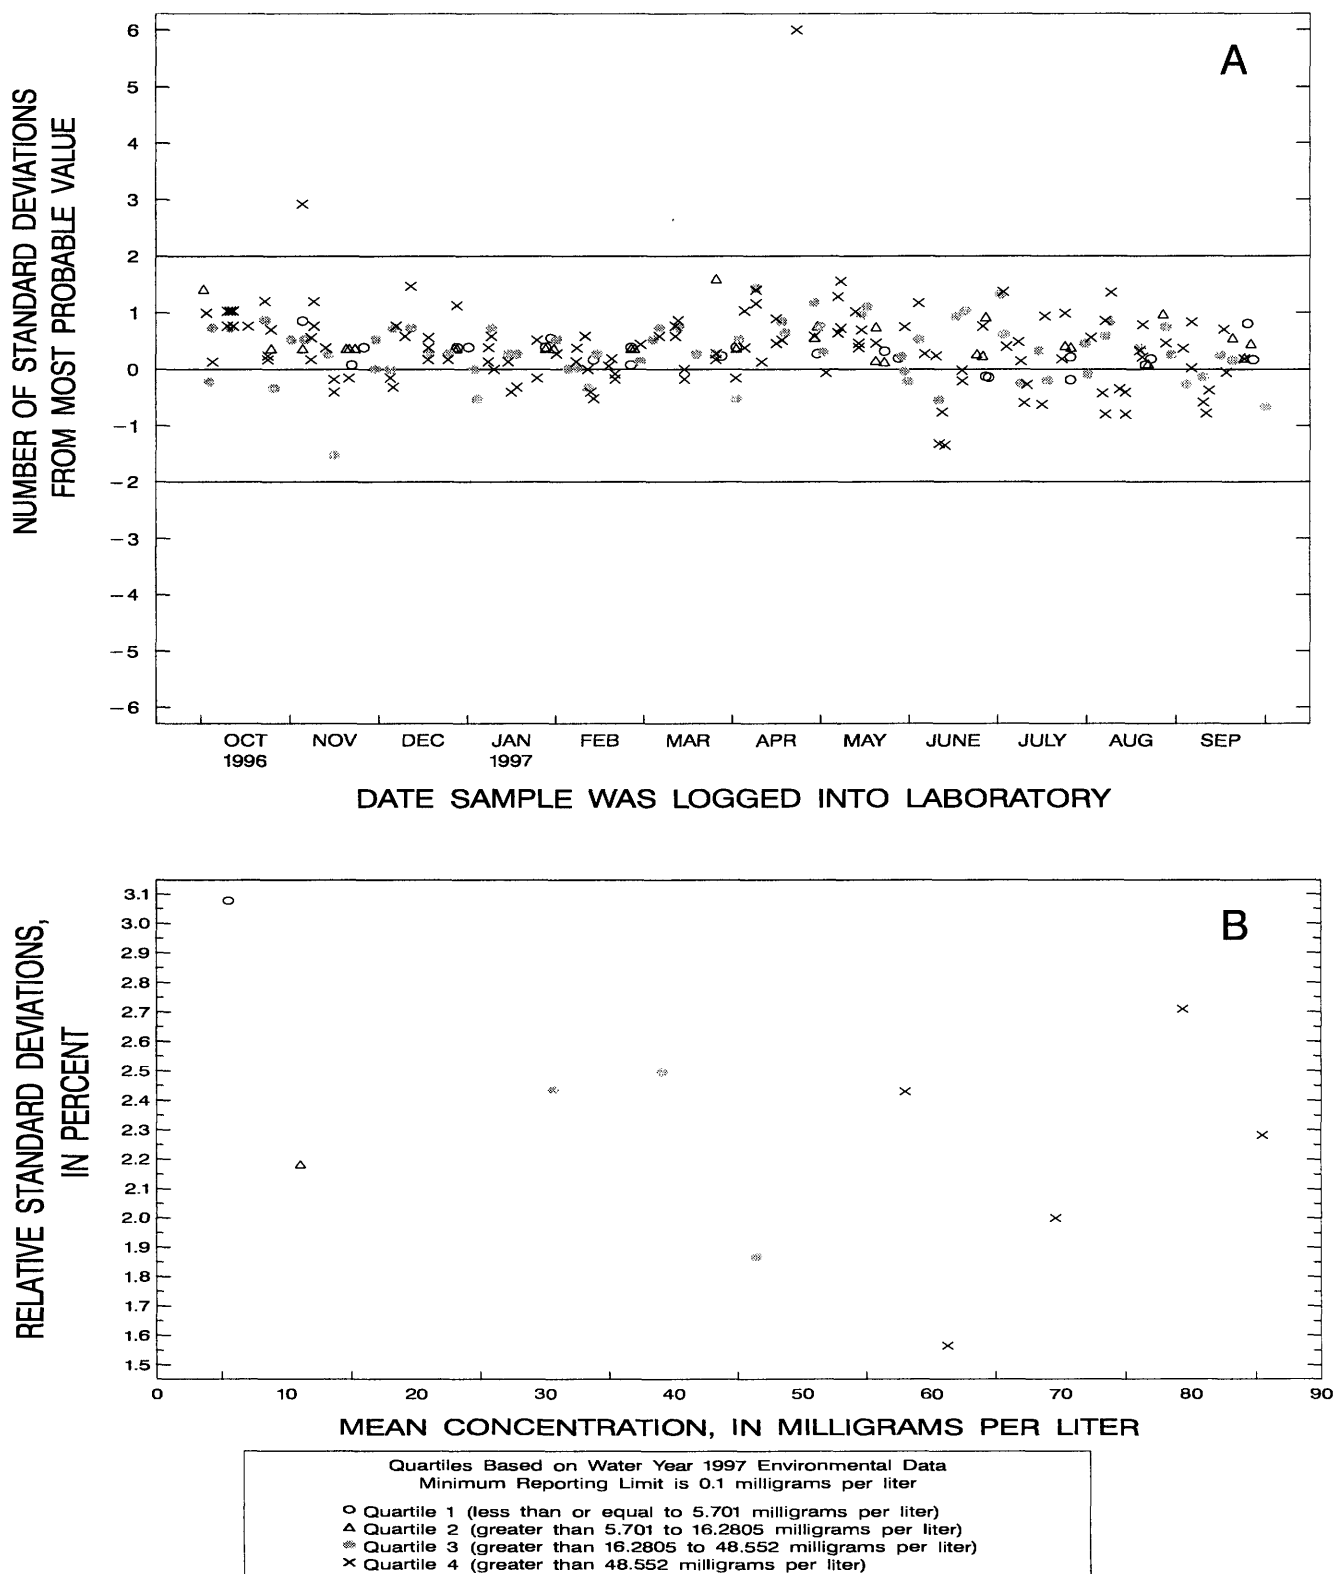 A
NUMBER OF STANDARD DEVIATIONS
FROM MOST PROBABLE VALUE
6
5
4
3
2
1
0
−1
−2
−3
−4
−5
−6
OCT NOV DEC JAN FEB MAR APR MAY JUNE JULY AUG SEP
1996 1997
DATE SAMPLE WAS LOGGED INTO LABORATORY
B
RELATIVE STANDARD DEVIATIONS,
IN PERCENT
3.1
3.0
2.9
2.8
2.7
2.6
2.5
2.4
2.3
2.2
2.1
2.0
1.9
1.8
1.7
1.6
1.5
0 10 20 30 40 50 60 70 80 90
MEAN CONCENTRATION, IN MILLIGRAMS PER LITER
Quartiles Based on Water Year 1997 Environmental Data
Minimum Reporting Limit is 0.1 milligrams per liter
Quartile 1 (less than or equal to 5.701 milligrams per liter)
Quartile 2 (greater than 5.701 to 16.2805 milligrams per liter)
Quartile 3 (greater than 16.2805 to 48.552 milligrams per liter)
Quartile 4 (greater than 48.552 milligrams per liter)